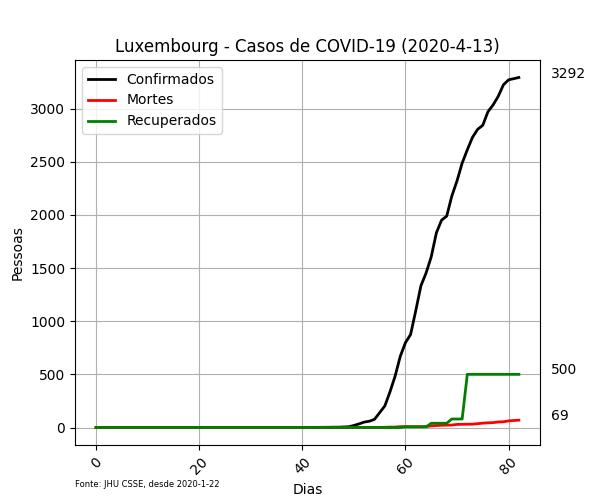 Luxembourg - Casos de COVID-19 (2020-4-13)
Confirmados
Mortes
Recuperados
3292
500
69
Pessoas
3000
2500
2000
1500
1000
500
0
0 20 40 60 80
Dias
Fonte: JHU CSSE, desde 2020-1-22